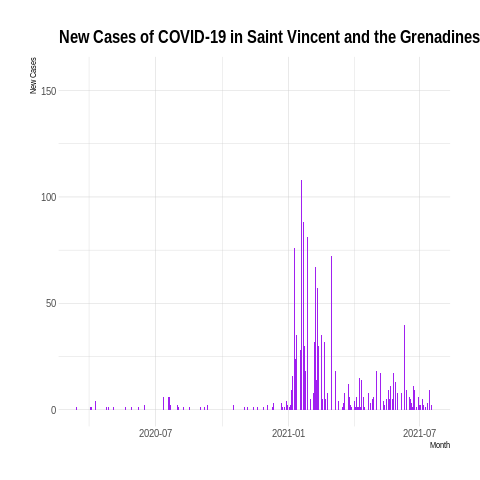 New Cases of COVID-19 in Saint Vincent and the Grenadines
New Cases
150
100
50
0
2020-07
2021-01
2021-07
Month